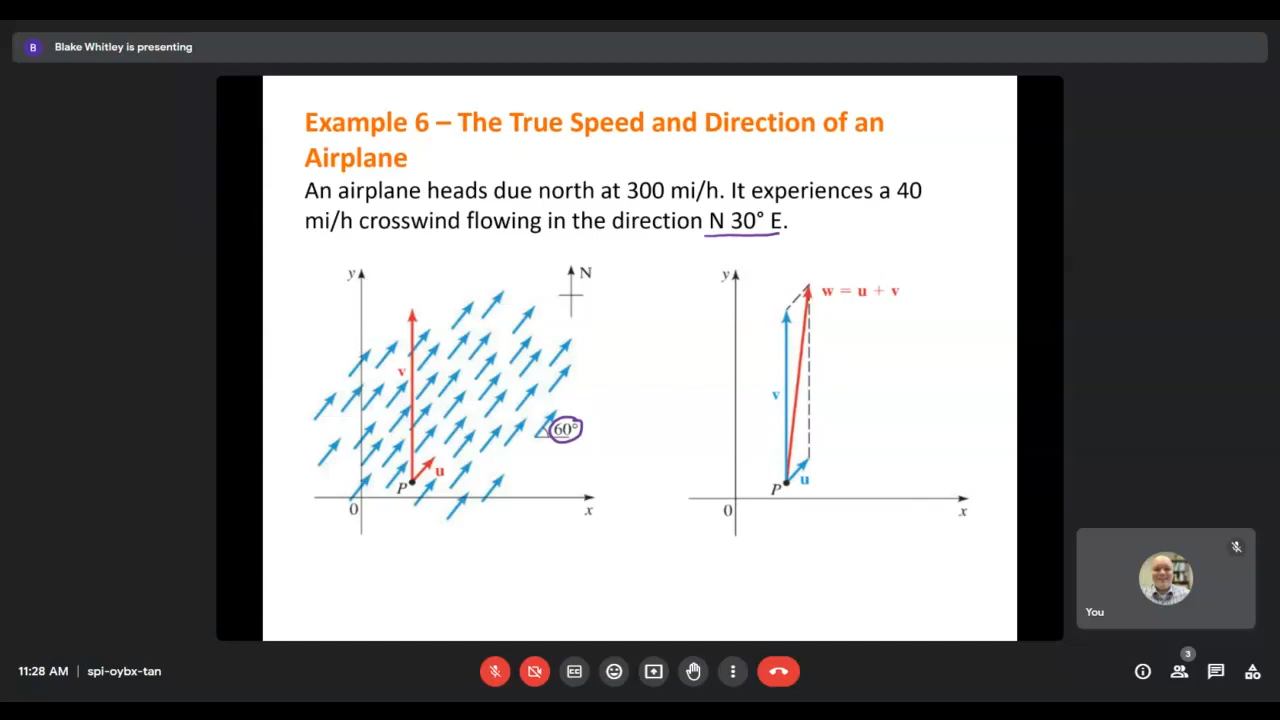 B Blake Whitley is presenting
Example 6 – The True Speed and Direction of an
Airplane
An airplane heads due north at 300 mi/h. It experiences a 40
mi/h crosswind flowing in the direction N 30° E.
y
N
v
60°
u
P
0
x
y
w = u + v
v
u
P
0
x
You
11:28 AM | spi-oybx-tan
CC
3